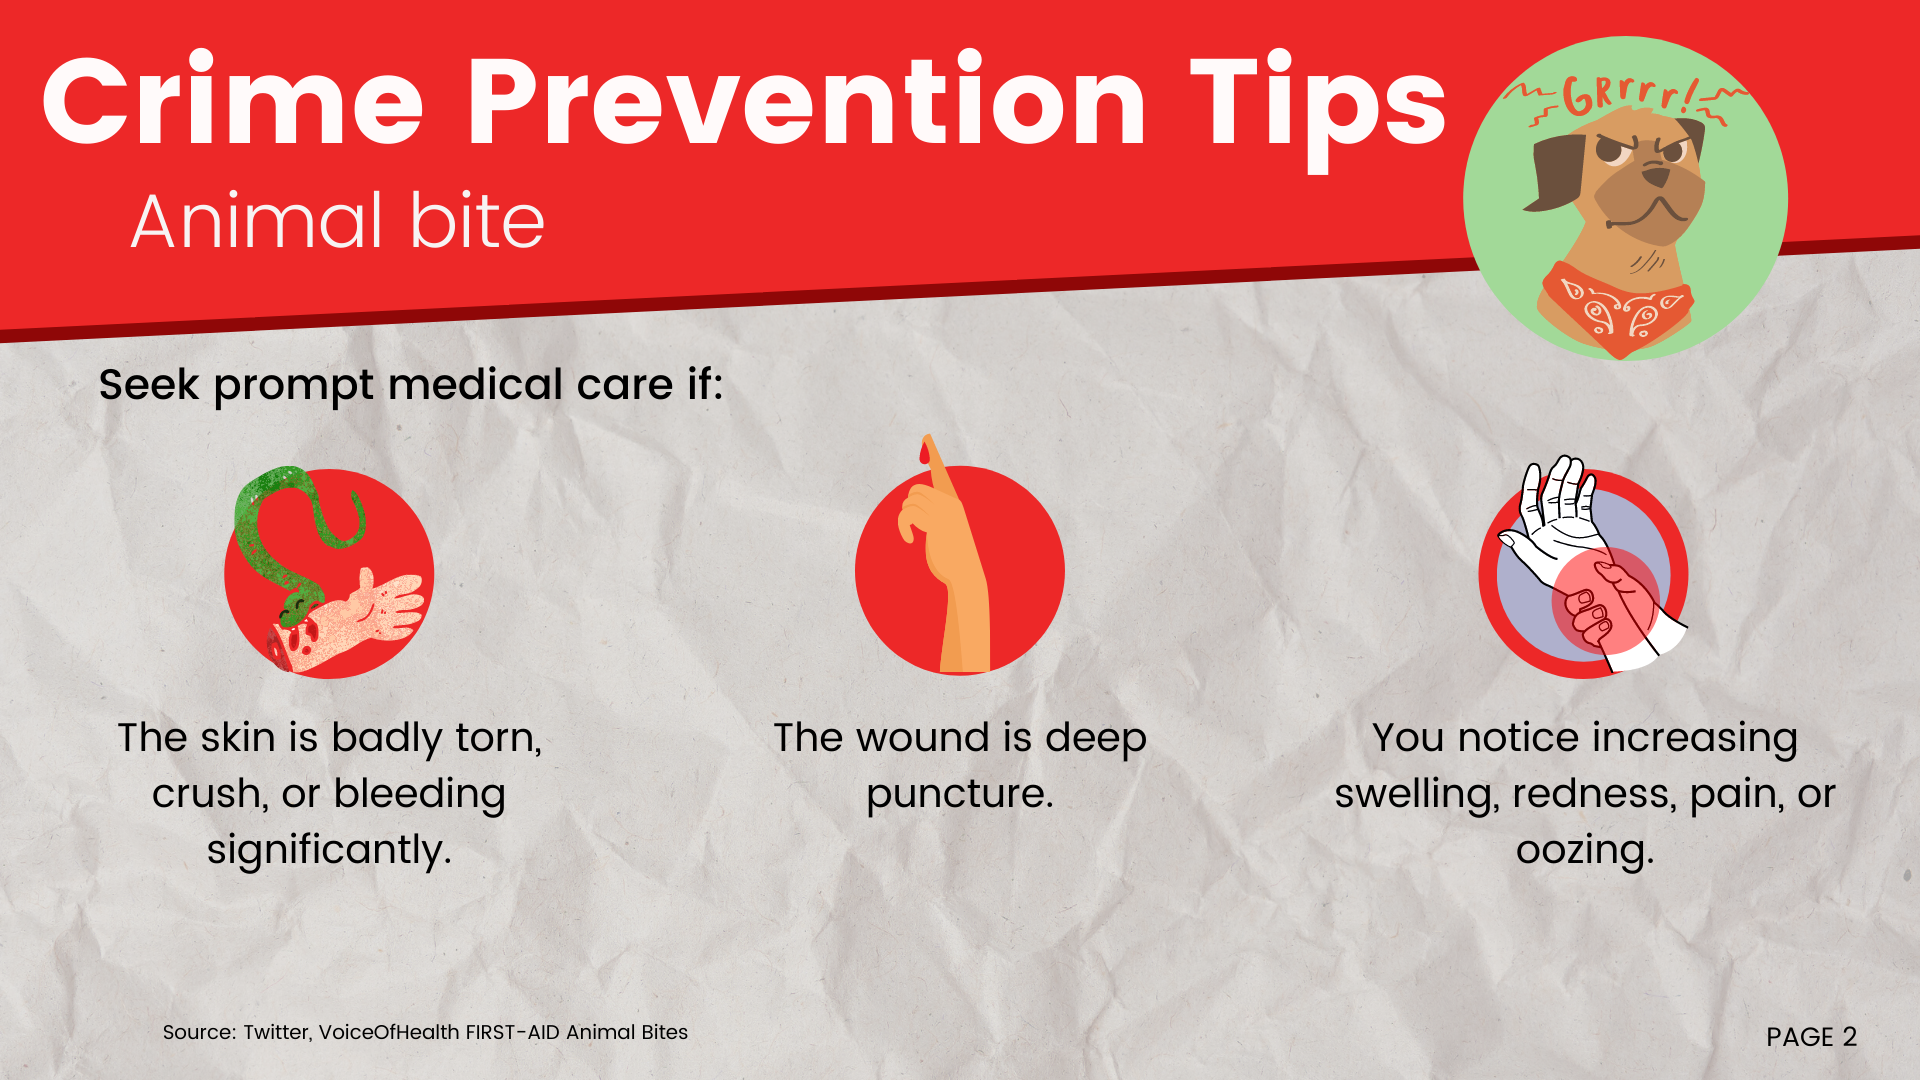 Crime Prevention Tips
GRrrr!
Animal bite
Seek prompt medical care if:
The skin is badly torn,
crush, or bleeding
significantly.
The wound is deep
puncture.
You notice increasing
swelling, redness, pain, or
oozing.
Source: Twitter, VoiceOfHealth FIRST-AID Animal Bites
PAGE 2